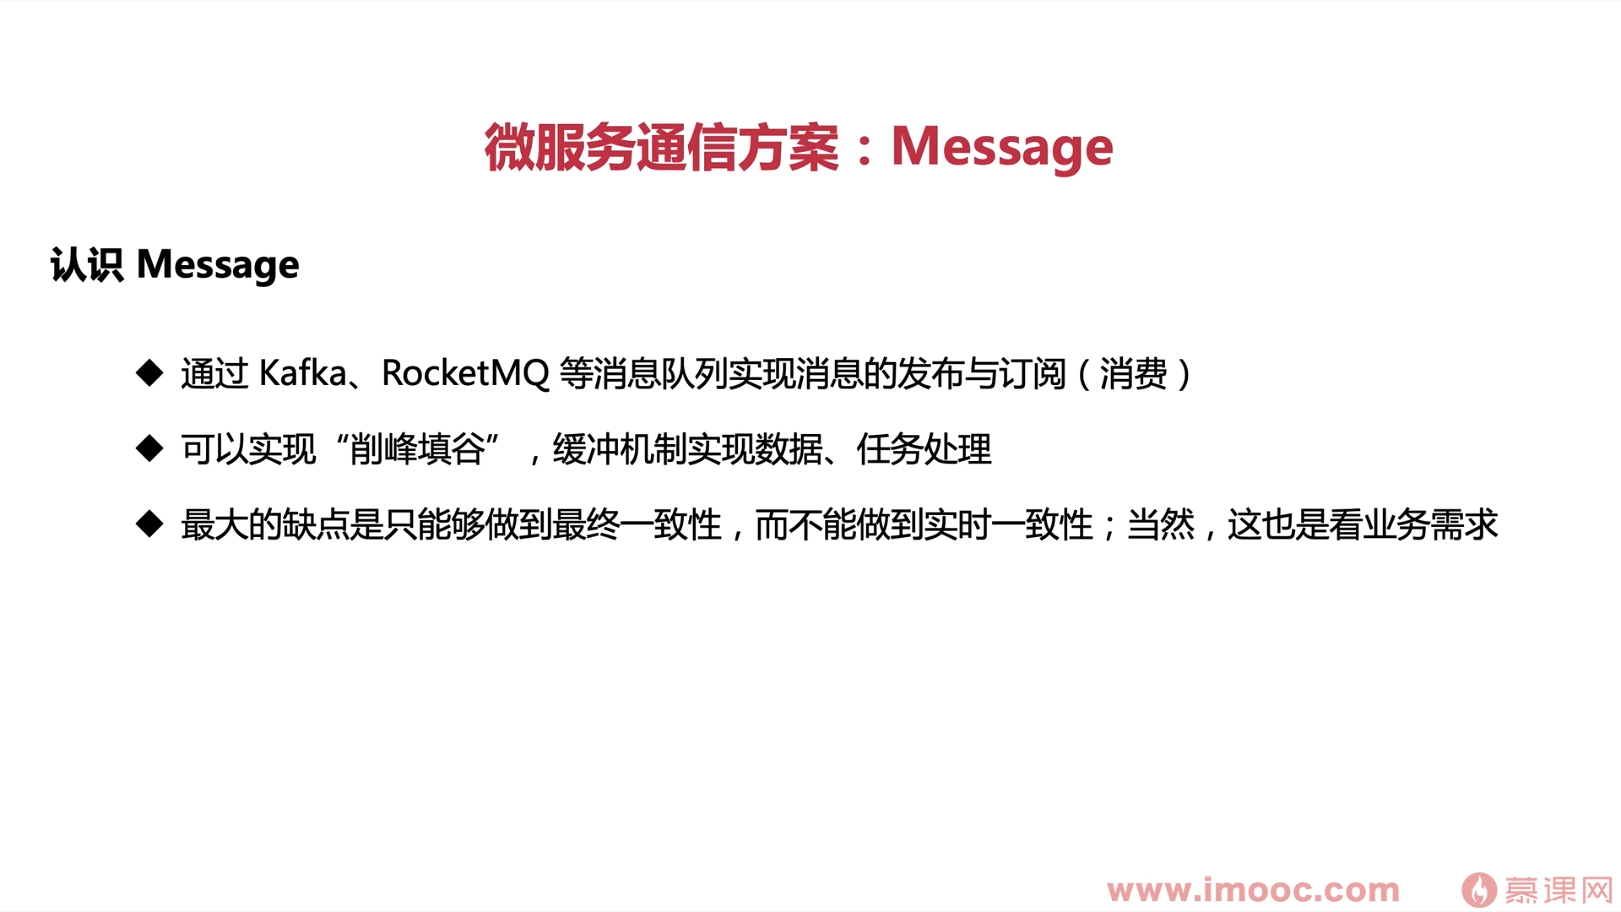 微服务通信方案：Message
认识 Message
◆ 通过 Kafka、RocketMQ 等消息队列实现消息的发布与订阅（消费）
◆ 可以实现“削峰填谷”，缓冲机制实现数据、任务处理
◆ 最大的缺点是只能够做到最终一致性，而不能做到实时一致性；当然，这也是看业务需求
www.imooc.com 慕课网